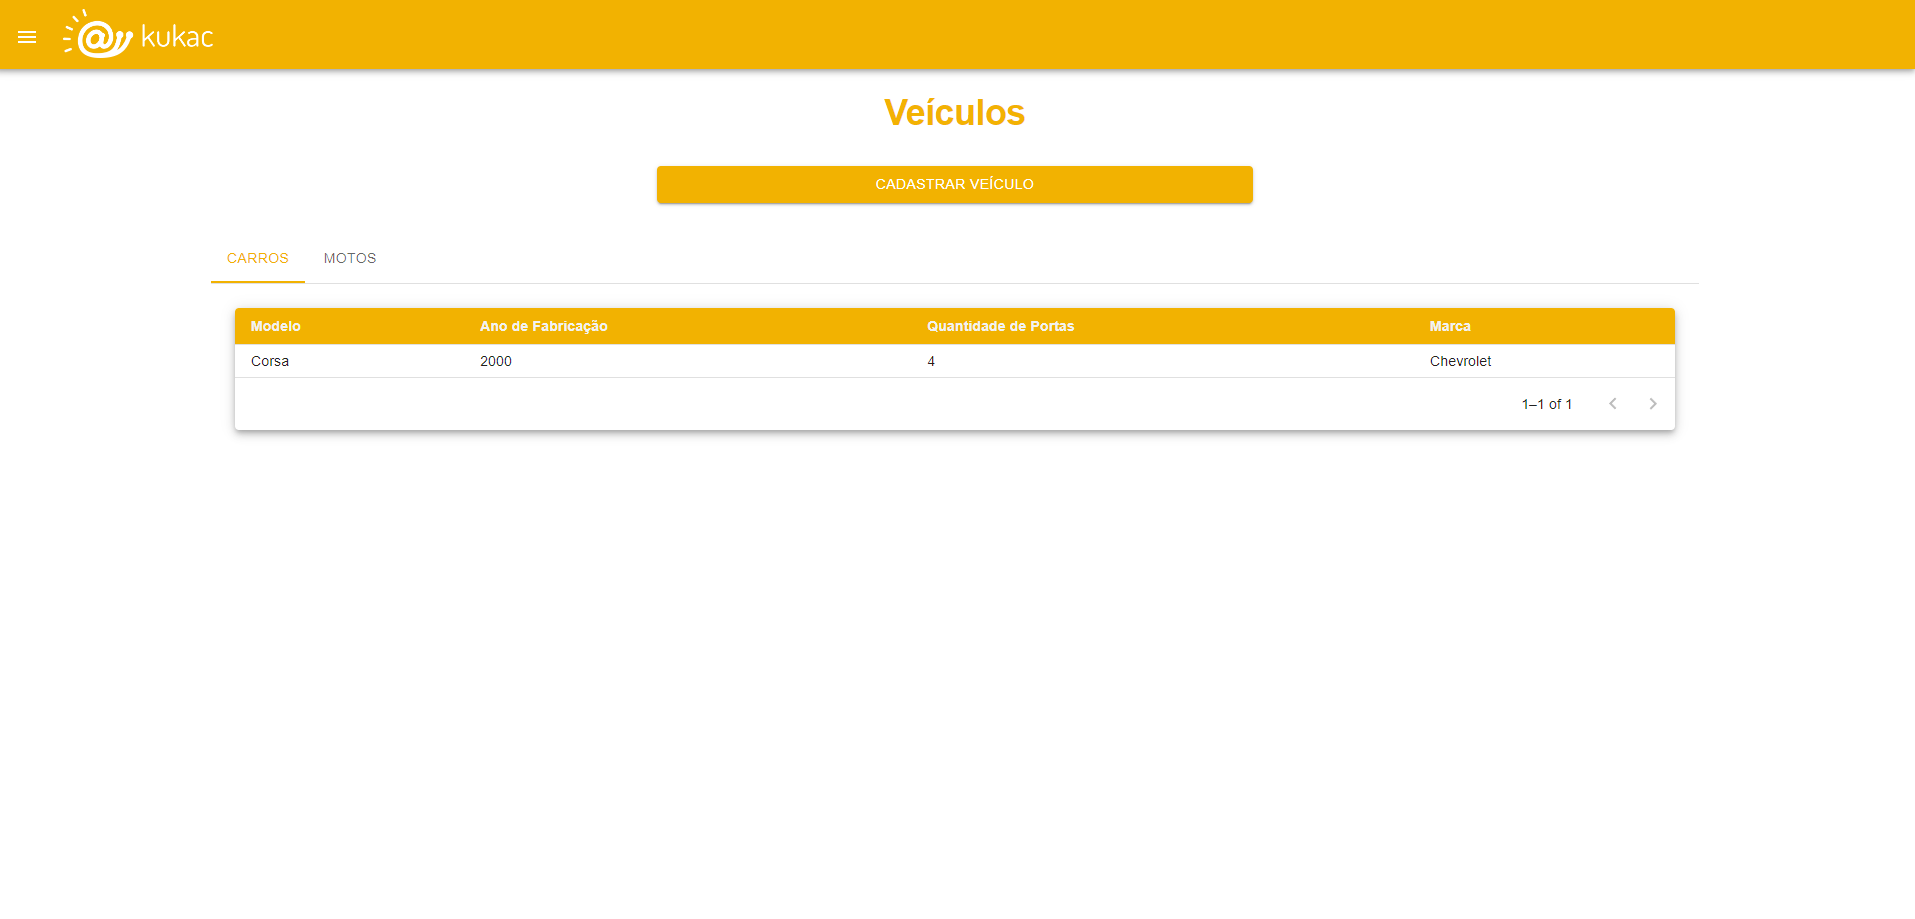 kukac
Veículos
CADASTRAR VEÍCULO
CARROS MOTOS
Modelo Ano de Fabricação Quantidade de Portas Marca
Corsa 2000 4 Chevrolet
1–1 of 1